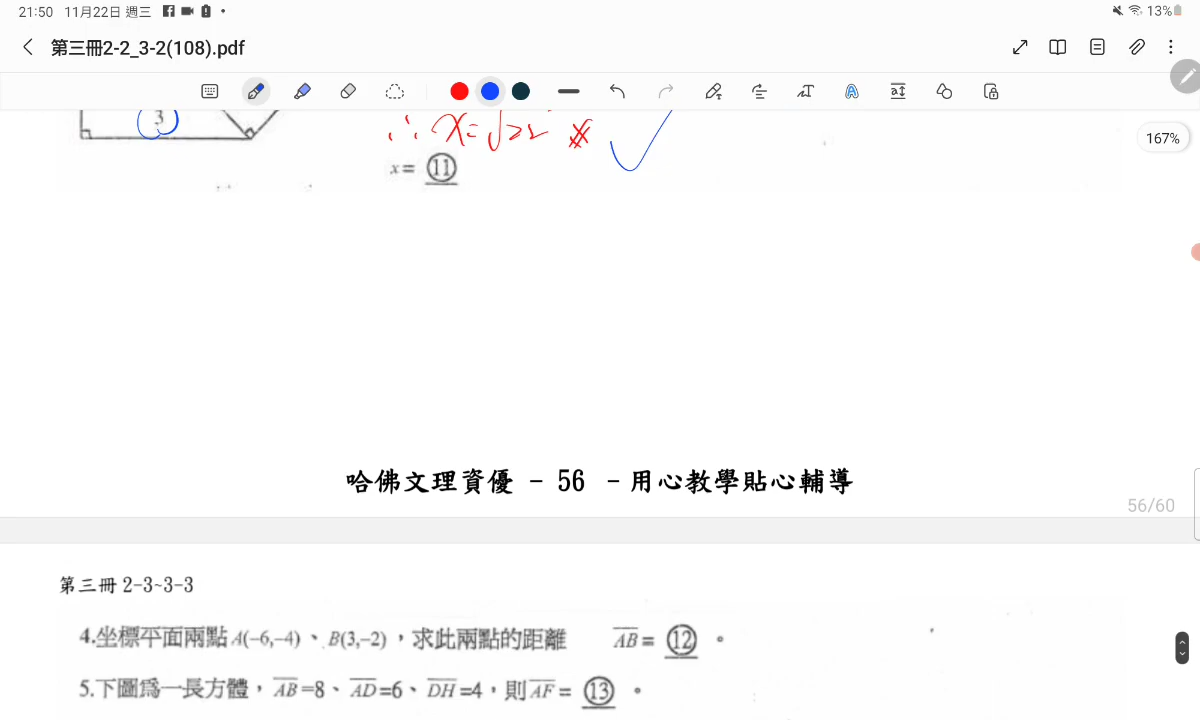 21:50 11月22日 週三
13%
第三冊2-2_3-2(108).pdf
3
∴ x=√22
167%
x= ⑪
哈佛文理資優 - 56 -用心教學貼心輔導
56/60
第三冊 2-3~3-3
4.坐標平面兩點 A(-6,-4)、B(3,-2),求此兩點的距離 AB= ⑫ 。
5.下圖為一長方體,AB=8、AD=6、DH=4,則AF= ⑬ 。